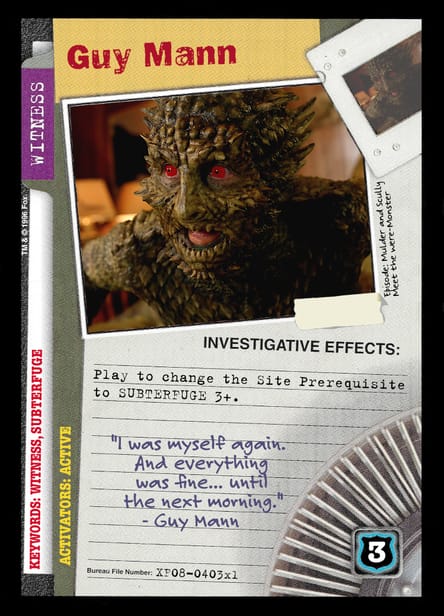 Guy Mann
WITNESS
TM & © 1996 Fox
Episode: Mulder and Scully
Meet the Were-Monster
INVESTIGATIVE EFFECTS:
Play to change the Site Prerequisite
to SUBTERFUGE 3+.
"I was myself again.
And everything
was fine... until
the next morning."
- Guy Mann
KEYWORDS: WITNESS, SUBTERFUGE
ACTIVATORS: ACTIVE
Bureau File Number: XF08-0403x1
3